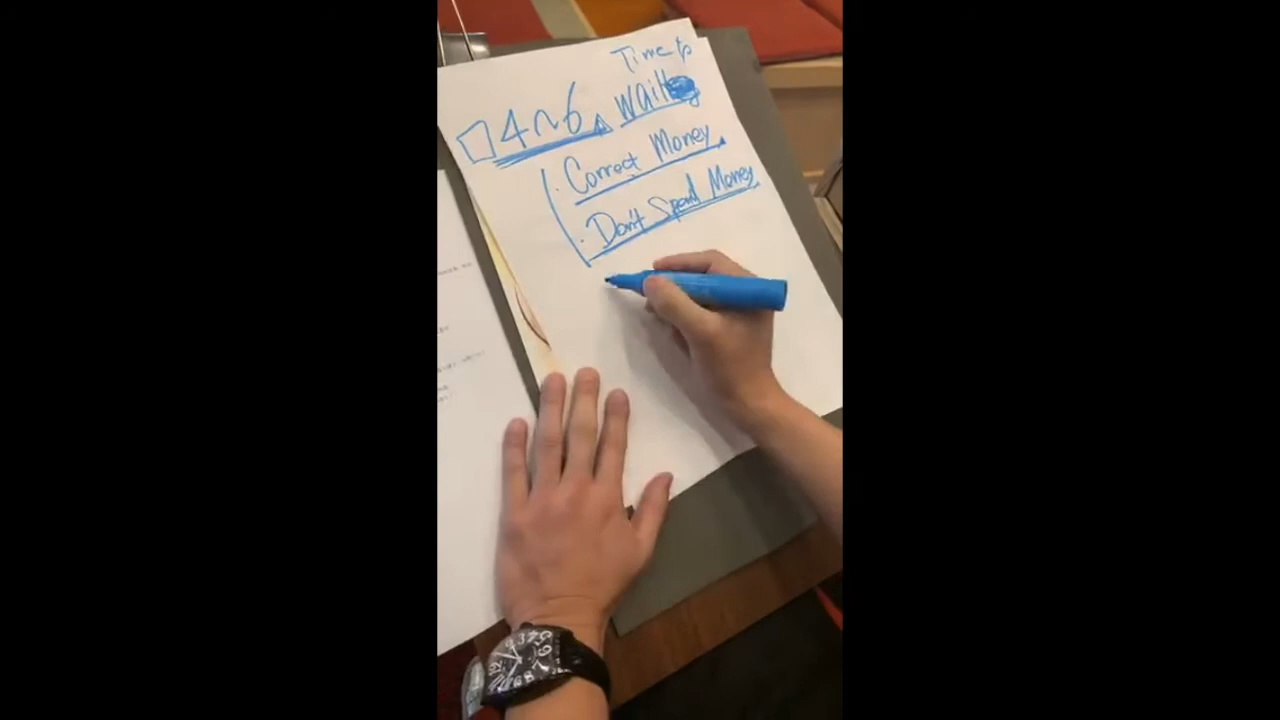 Time to
□ 4~6 wait
· Correct Money
· Don't Spend Money